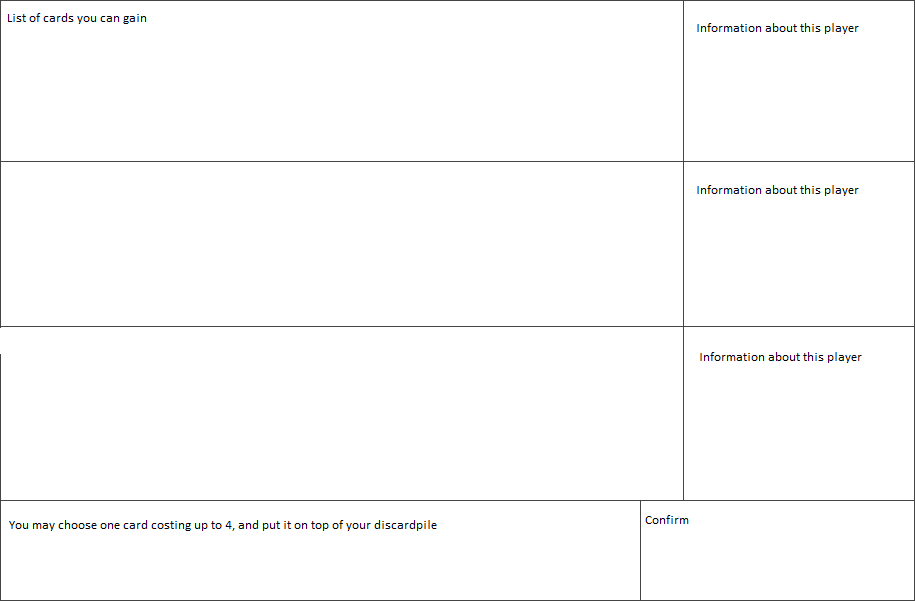 List of cards you can gain
Information about this player
Information about this player
Information about this player
You may choose one card costing up to 4, and put it on top of your discardpile
Confirm